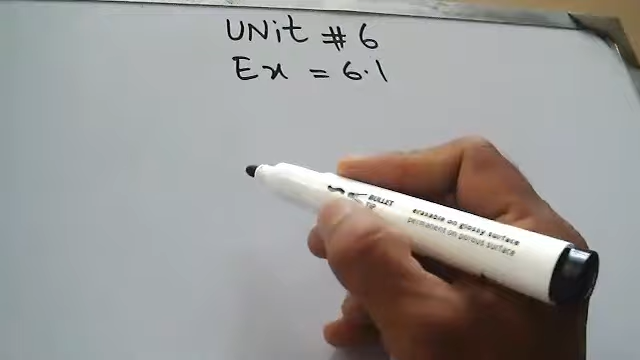 UNit # 6
Ex = 6.1
BULLET
TIP
erasable on glossy surface
permanent on porous surface